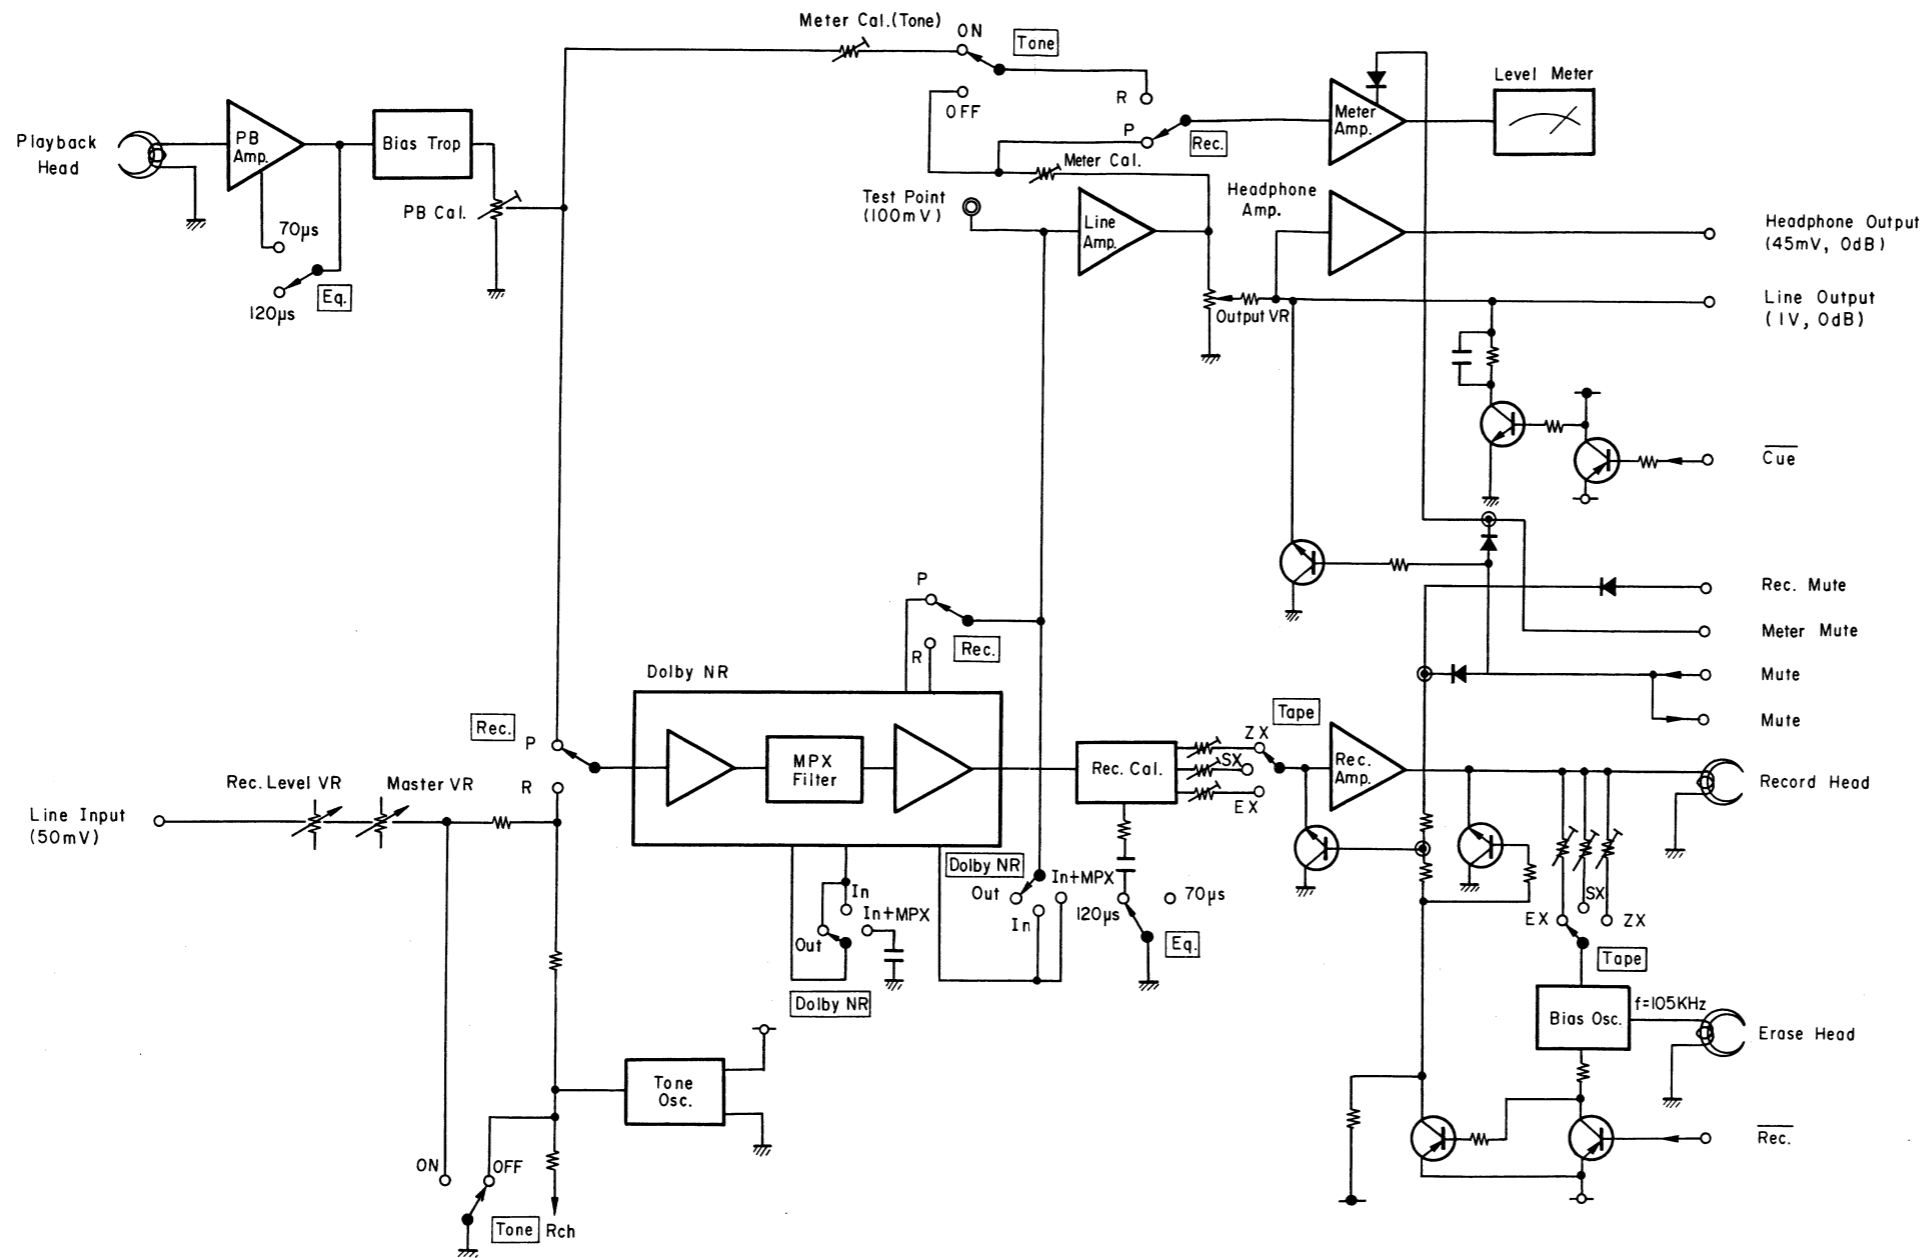 Meter Cal.(Tone)
ON
Tone
OFF
R
P
Rec.
Meter Amp.
Level Meter
Playback
Head
PB
Amp.
Bias Trop
PB Cal.
70μs
120μs
Eq.
Meter Cal.
Test Point
(100mV)
Line
Amp.
Headphone
Amp.
Output VR
Headphone Output
(45mV, 0dB)
Line Output
(1V, 0dB)
Cue
Rec. Mute
Meter Mute
Mute
Mute
P
R
Rec.
Dolby NR
Rec.
P
R
MPX
Filter
Rec. Level VR
Master VR
Line Input
(50mV)
Rec. Cal.
ZX
SX
EX
Tape
Rec.
Amp.
Record Head
In
In+MPX
Out
Dolby NR
Dolby NR
Out
In+MPX
In
120μs
70μs
Eq.
EX
SX
ZX
Tape
Bias Osc.
f=105KHz
Erase Head
Rec.
Tone
Osc.
ON
OFF
Tone
Rch